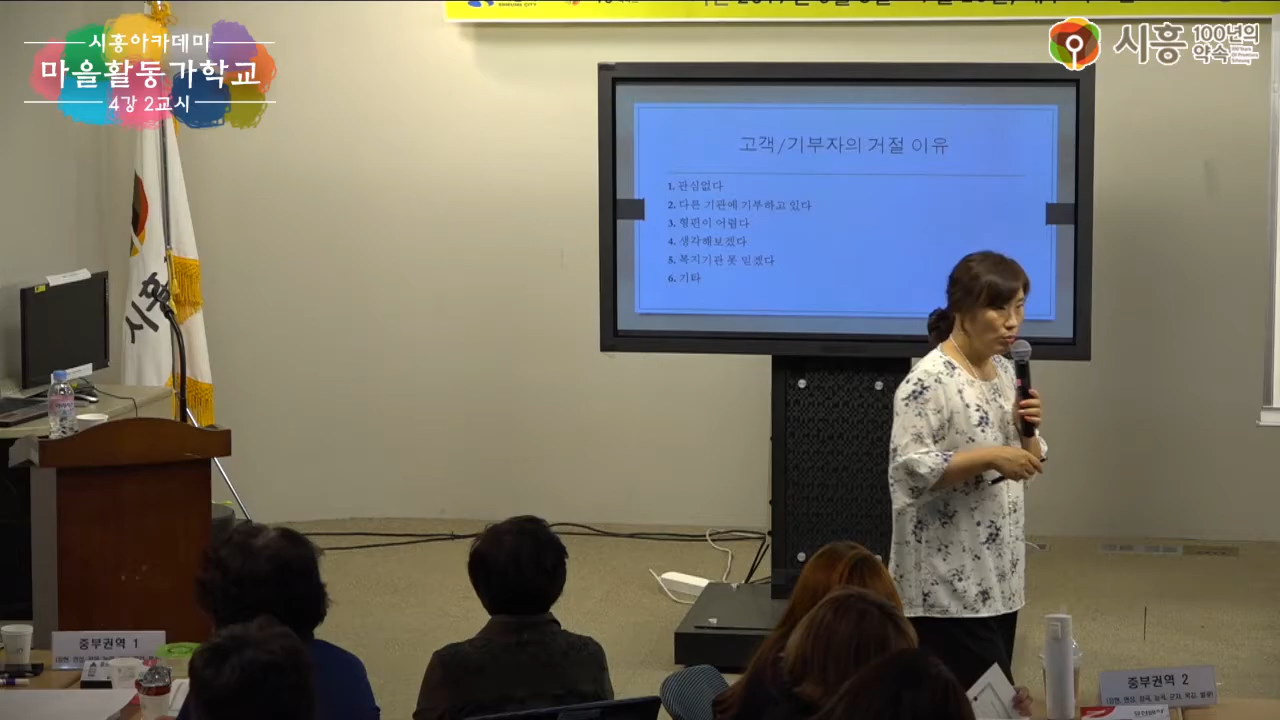 시흥아카데미
마을활동가학교
4강 2교시
SIHEUNG CITY
시흥 100년의
약속
고객/기부자의 거절 이유
1. 관심없다
2. 다른 기관에 기부하고 있다
3. 형편이 어렵다
4. 생각해보겠다
5. 복지기관 못 믿겠다
6. 기타
시흥
중부권역 1
중부권역 2